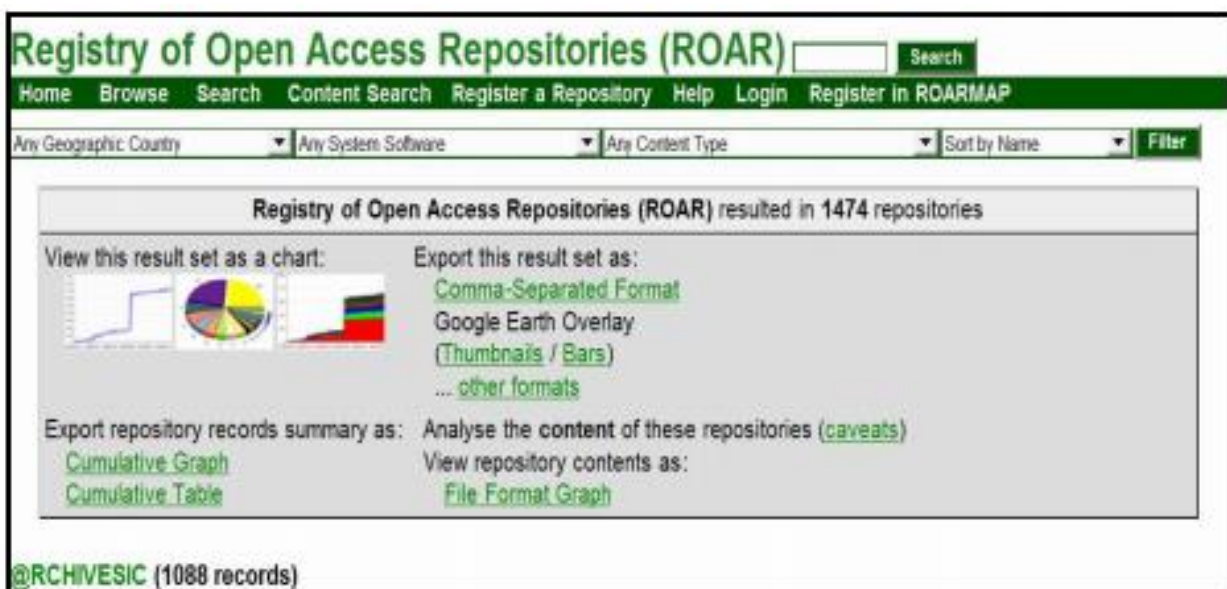 Registry of Open Access Repositories (ROAR) Search
Home Browse Search Content Search Register a Repository Help Login Register in ROARMAP
Any Geographic Country Any System Software Any Content Type Sort by Name Filter
Registry of Open Access Repositories (ROAR) resulted in 1474 repositories
View this result set as a chart:
Export this result set as:
Comma-Separated Format
Google Earth Overlay
(Thumbnails / Bars)
... other formats
Export repository records summary as:
Cumulative Graph
Cumulative Table
Analyse the content of these repositories (caveats)
View repository contents as:
File Format Graph
@RCHIVESIC (1088 records)